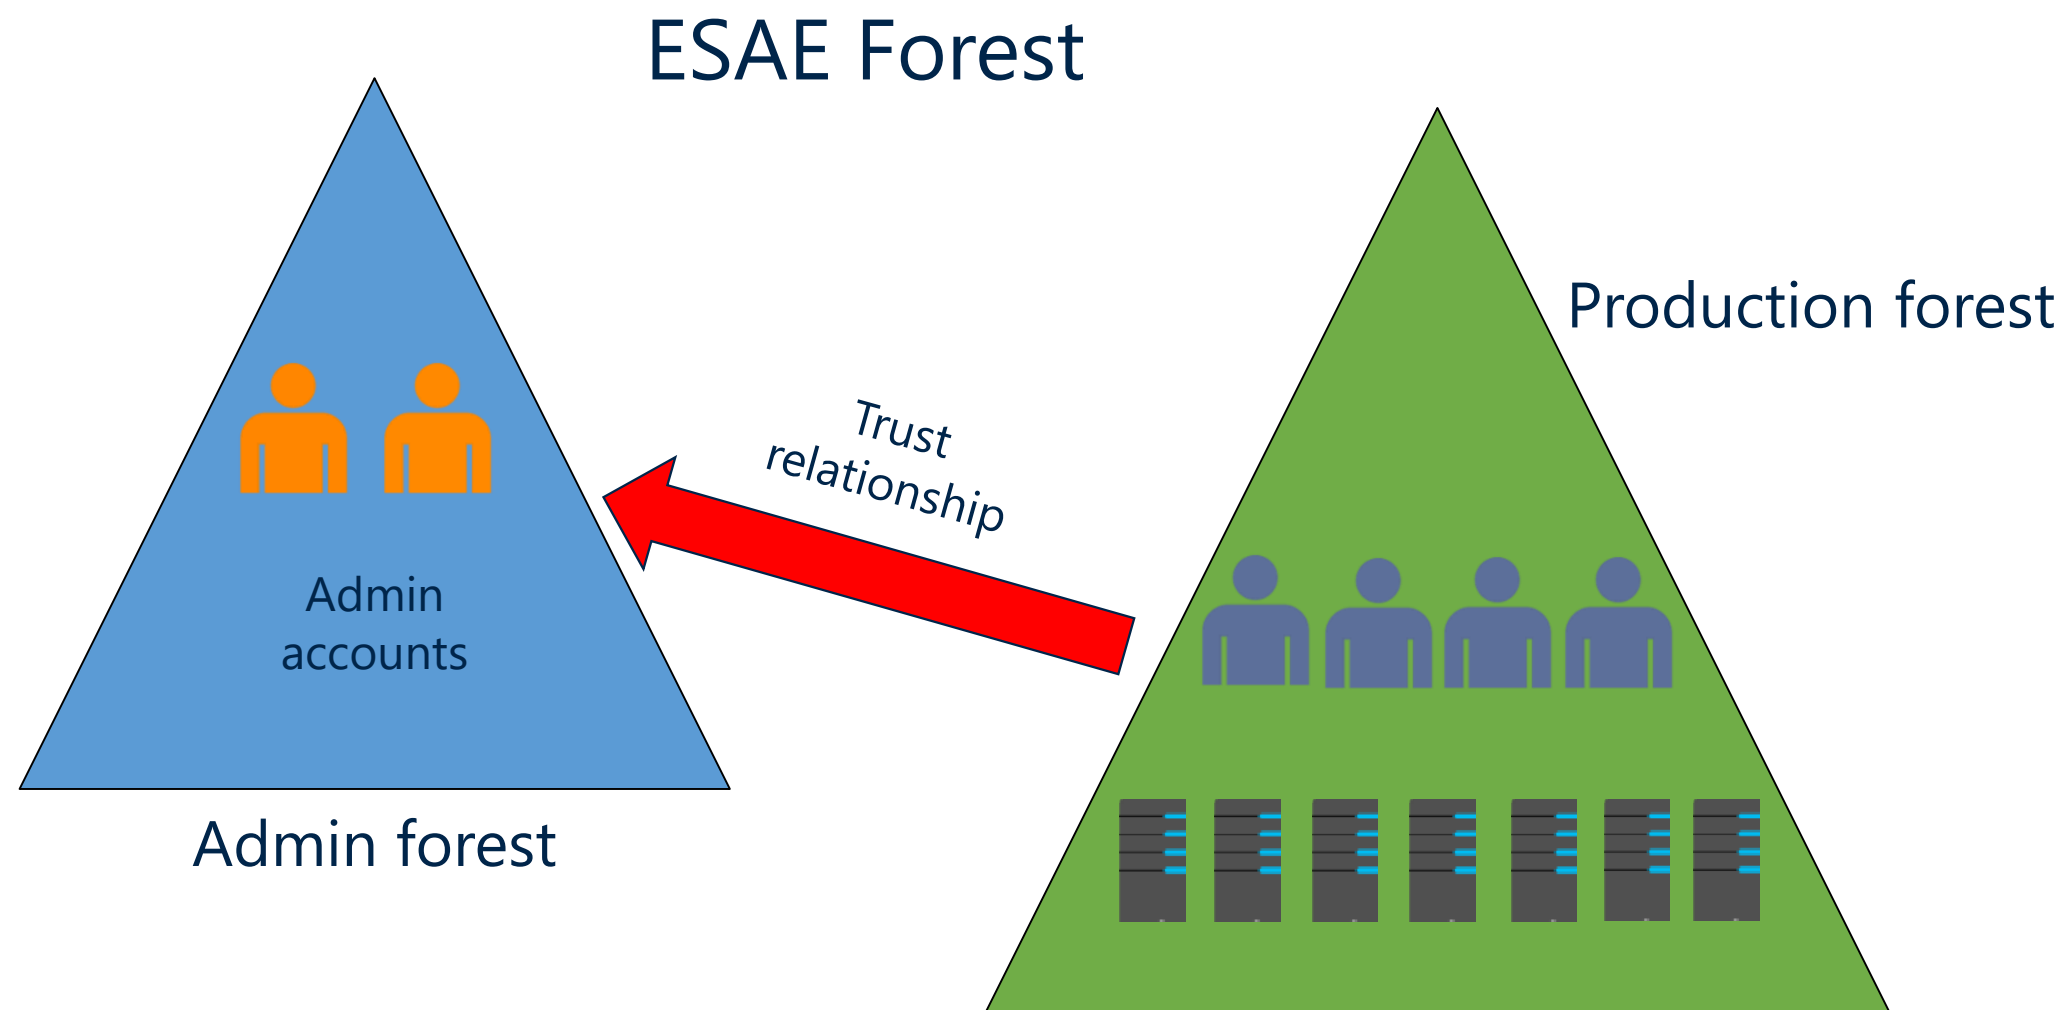 ESAE Forest
Production forest
Trust
relationship
Admin
accounts
Admin forest